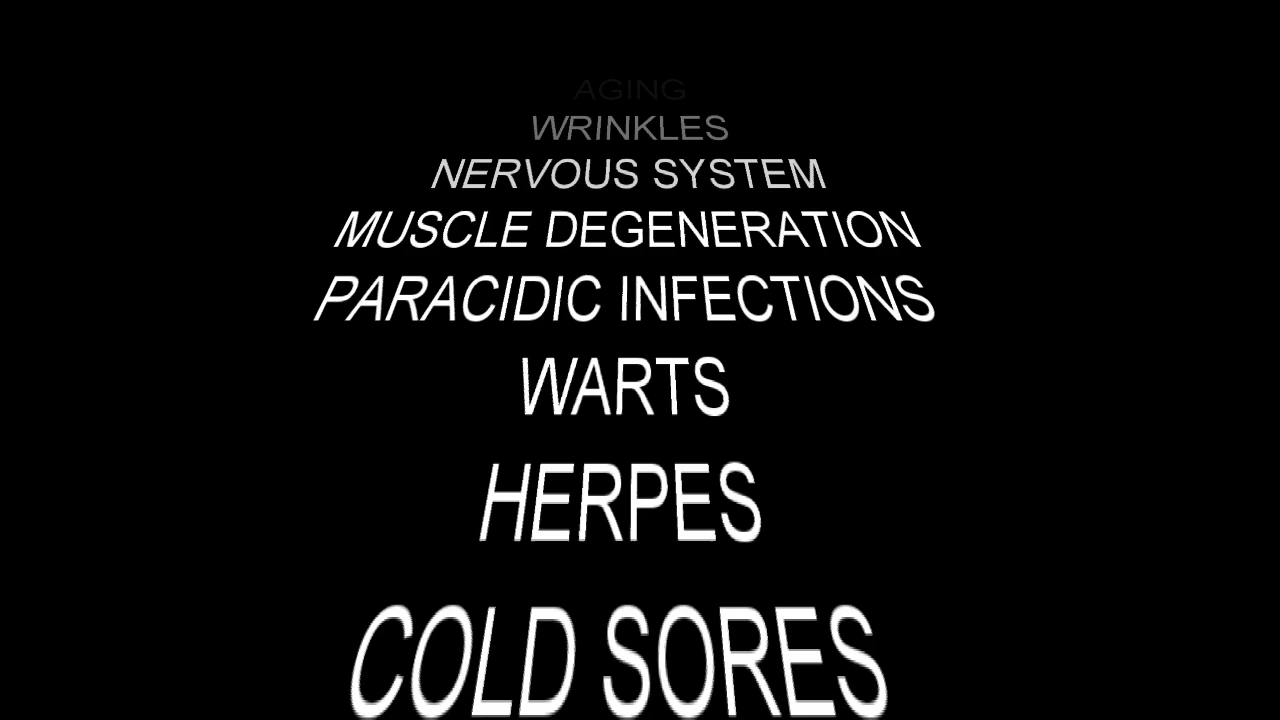 AGING
WRINKLES
NERVOUS SYSTEM
MUSCLE DEGENERATION
PARACIDIC INFECTIONS
WARTS
HERPES
COLD SORES